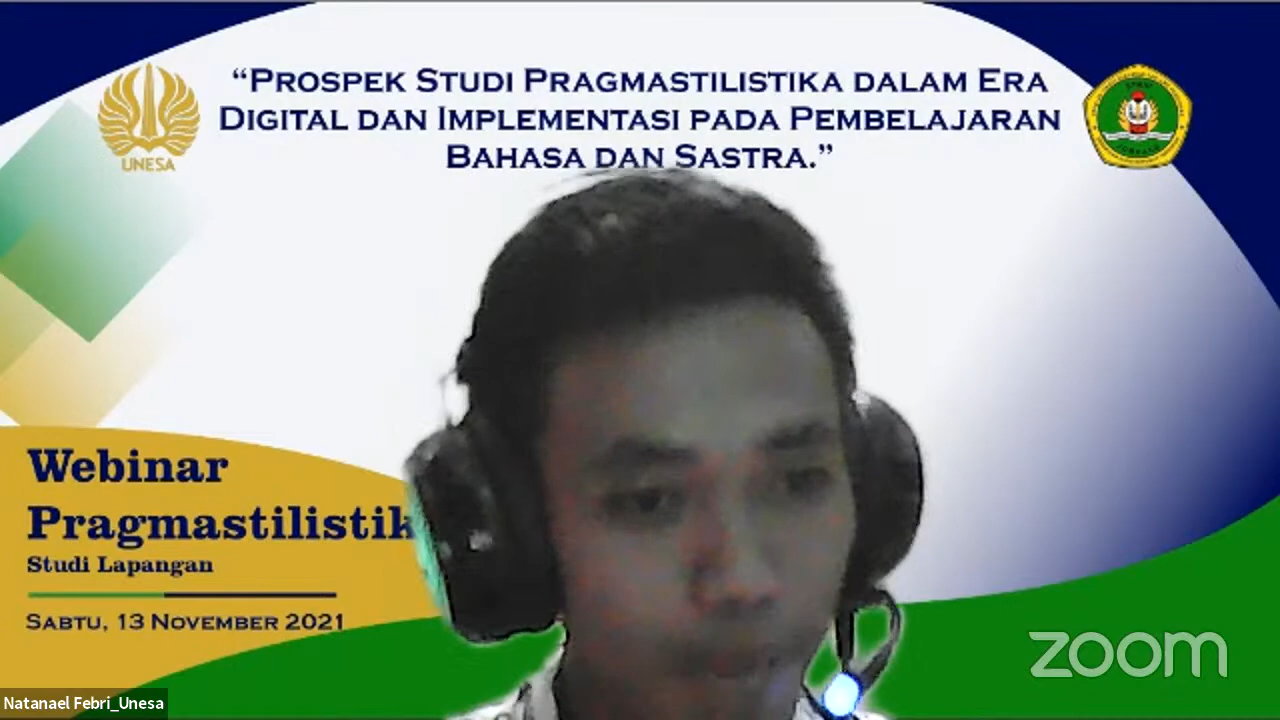 “PROSPEK STUDI PRAGMASTILISTIKA DALAM ERA
DIGITAL DAN IMPLEMENTASI PADA PEMBELAJARAN
BAHASA DAN SASTRA.”
UNESA
Webinar
Pragmastilistik
Studi Lapangan
SABTU, 13 NOVEMBER 2021
zoom
Natanael Febri_Unesa